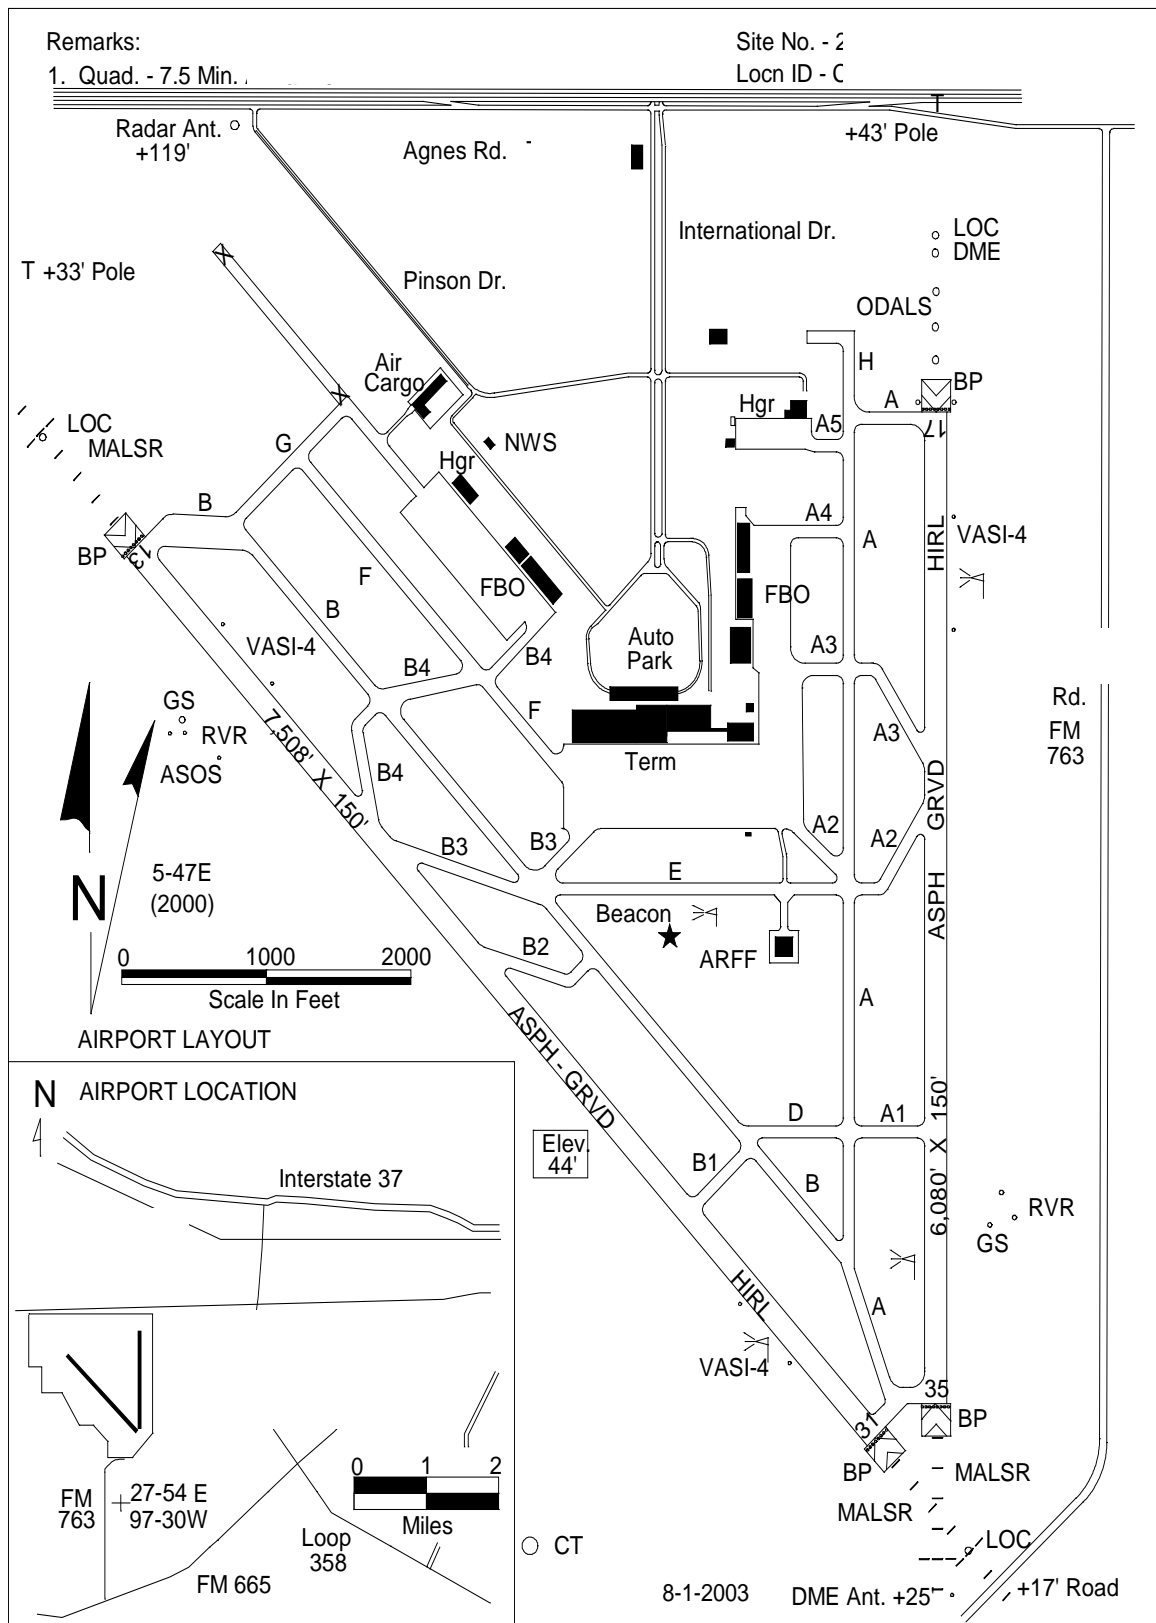 Remarks:
Site No. - 2
1. Quad. - 7.5 Min.
Locn ID - C
Radar Ant.
+119'
Agnes Rd.
+43' Pole
International Dr.
LOC
DME
T +33' Pole
X
Pinson Dr.
ODALS
H
Air
Cargo
X
BP
A
Hgr
A5
17
LOC
MALSR
G
NWS
Hgr
B
A4
A
HIRL
VASI-4
BP
13
F
FBO
FBO
B
VASI-4
Auto
Park
A3
B4
B4
GS
RVR
ASOS
F
A3
Rd.
FM
763
7,508' X 150'
B4
Term
GRVD
A2
A2
B3
B3
E
5-47E
(2000)
N
Beacon
ASPH
B2
ARFF
0 1000 2000
Scale In Feet
A
AIRPORT LAYOUT
ASPH - GRVD
N AIRPORT LOCATION
D
A1
6,080' X 150'
Elev.
44'
Interstate 37
B1
B
RVR
GS
HIRL
A
VASI-4
35
31
BP
BP
MALSR
MALSR
0 1 2
Miles
FM
763
27-54 E
97-30W
Loop
358
CT
LOC
FM 665
8-1-2003
DME Ant. +25'
+17' Road